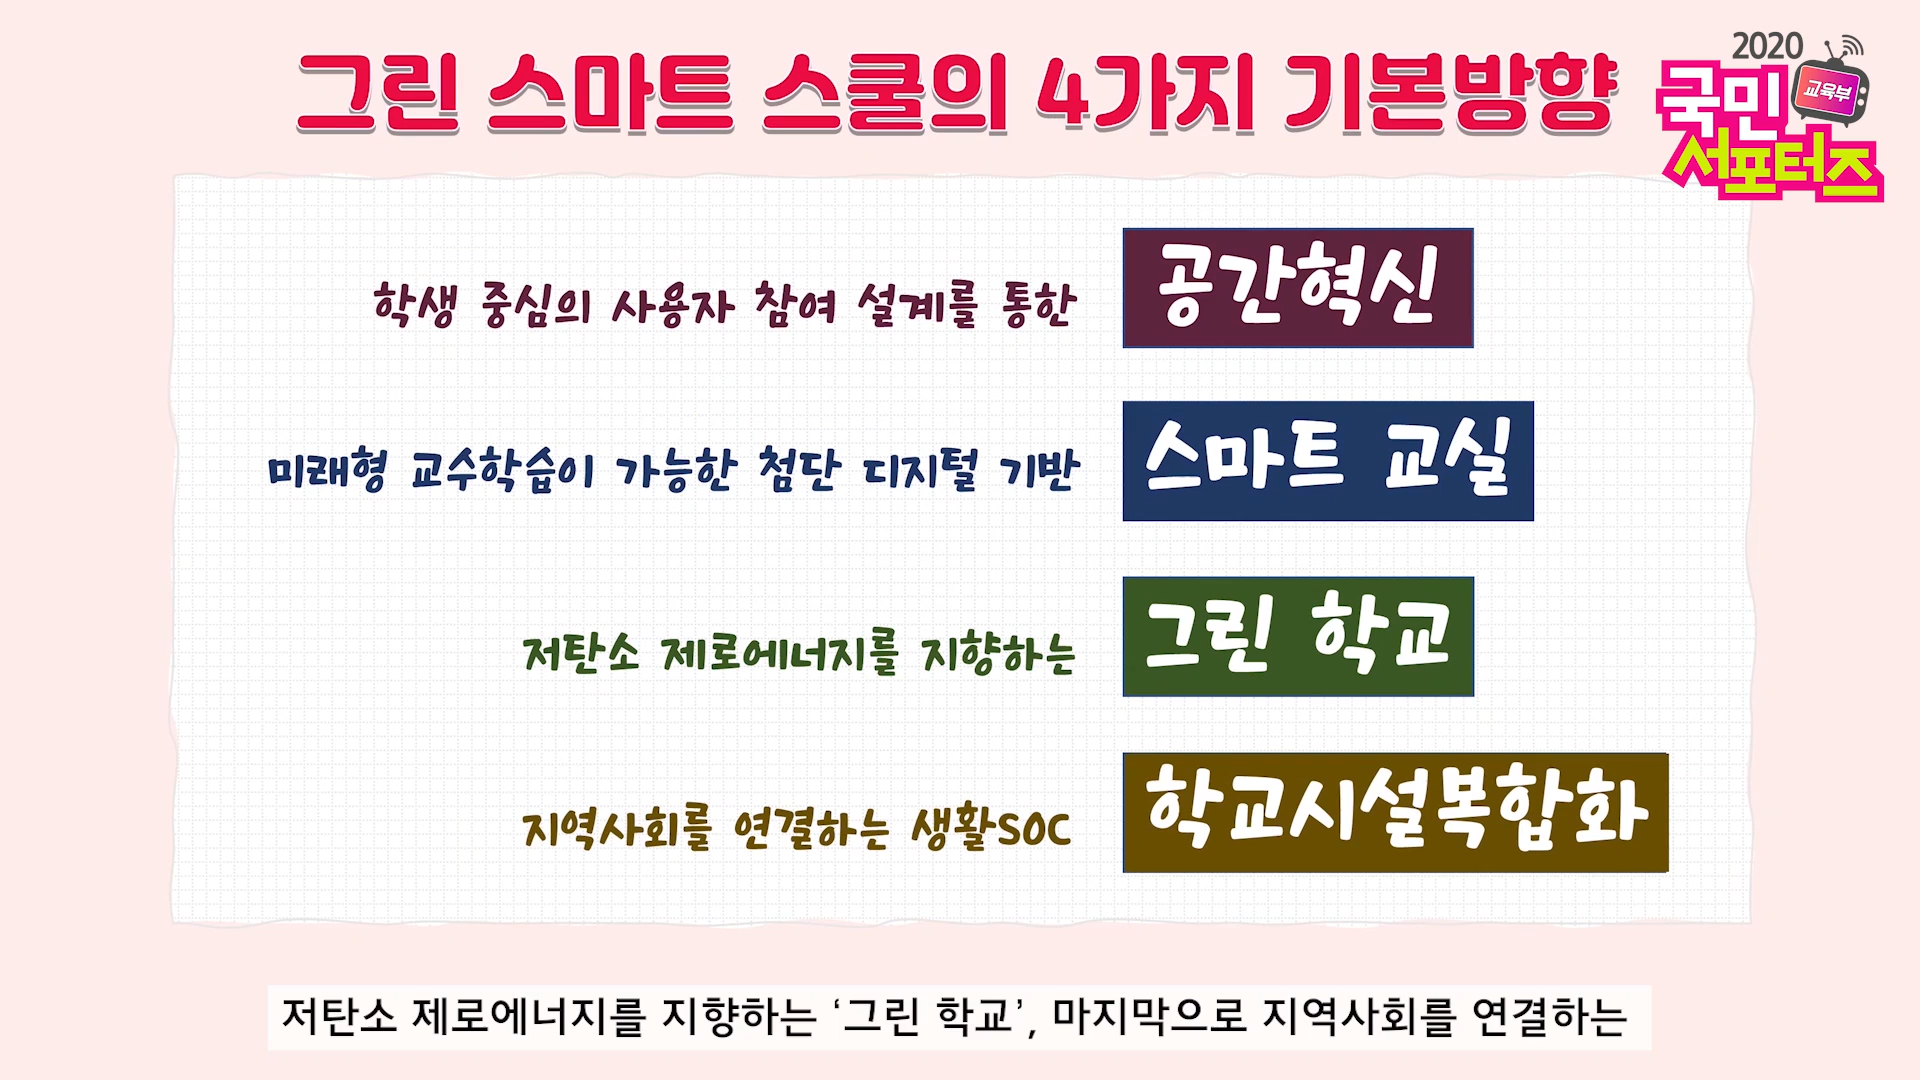 그린 스마트 스쿨의 4가지 기본방향
2020
교육부
국민
서포터즈
학생 중심의 사용자 참여 설계를 통한 공간혁신
미래형 교수학습이 가능한 첨단 디지털 기반 스마트 교실
저탄소 제로에너지를 지향하는 그린 학교
지역사회를 연결하는 생활SOC 학교시설복합화
저탄소 제로에너지를 지향하는 ‘그린 학교’, 마지막으로 지역사회를 연결하는